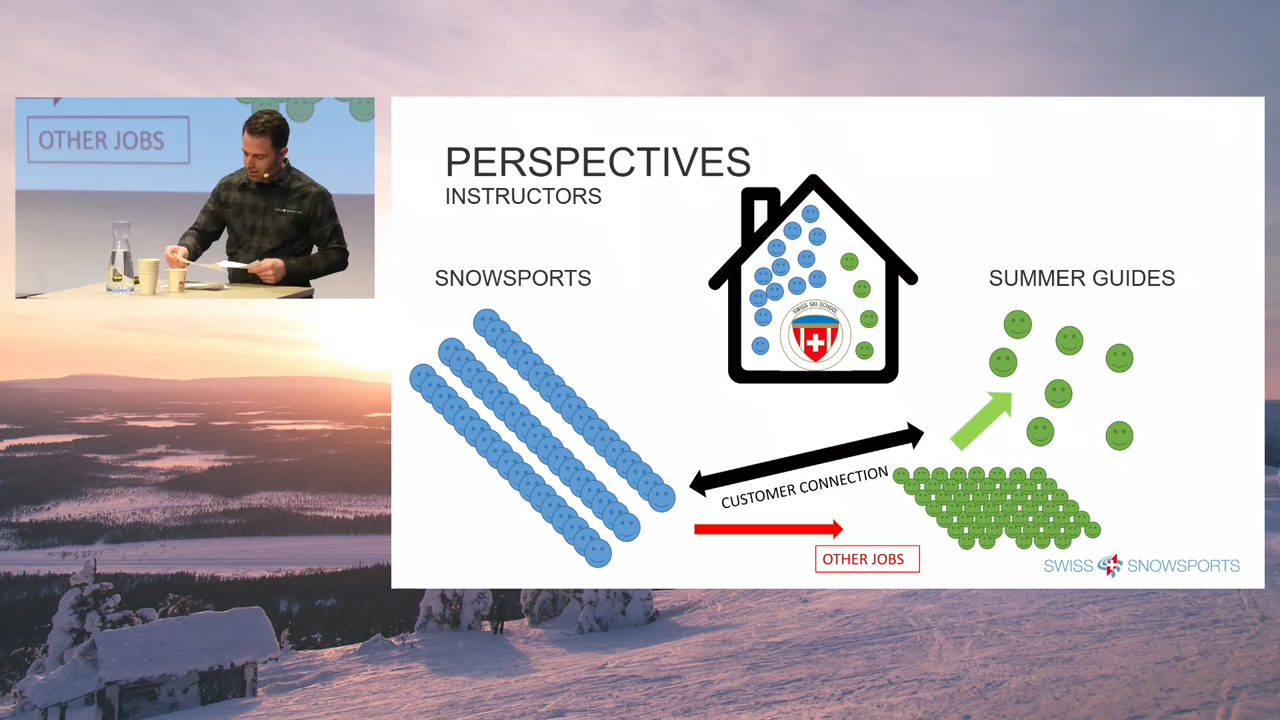 OTHER JOBS
PERSPECTIVES
INSTRUCTORS
SNOWSPORTS
SUMMER GUIDES
SWISS SKI SCHOOL
CUSTOMER CONNECTION
OTHER JOBS
SWISS SNOWSPORTS